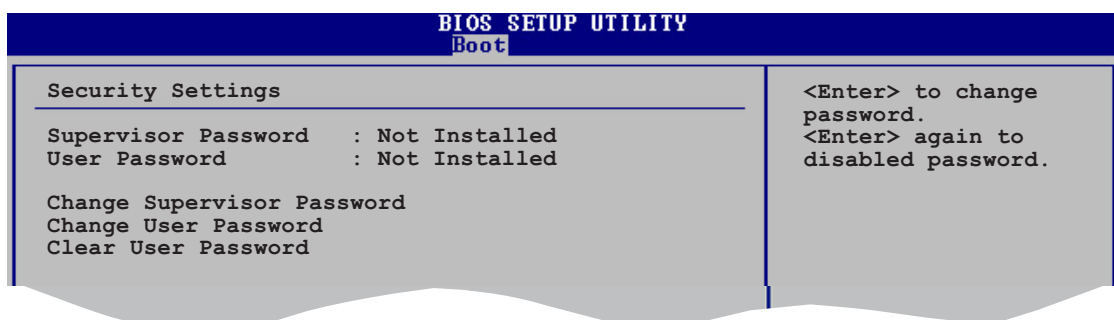 BIOS SETUP UTILITY
Boot
Security Settings
Supervisor Password : Not Installed
User Password : Not Installed
Change Supervisor Password
Change User Password
Clear User Password
<Enter> to change
password.
<Enter> again to
disabled password.